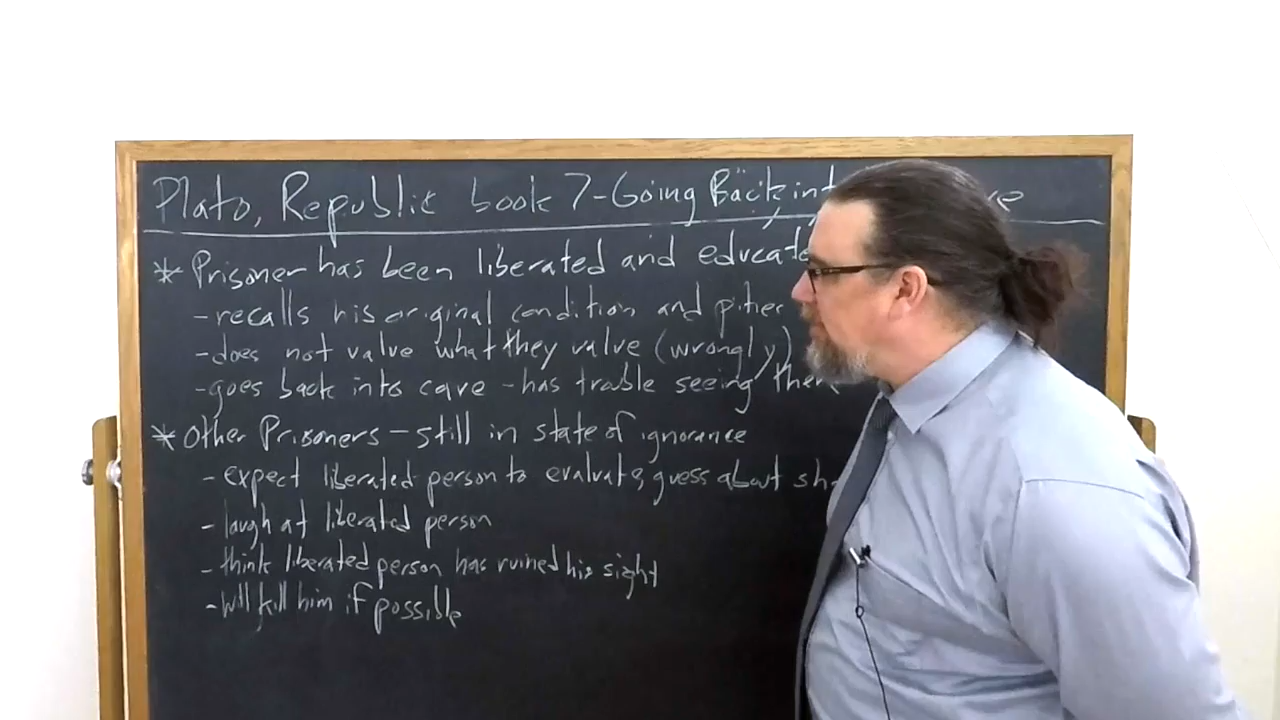 Plato, Republic book 7 - Going Back int ve
* Prisoner has been liberated and educate
- recalls his original condition and pities
- does not value what they value (wrongly)
- goes back into cave - has trouble seeing there
* Other Prisoners - still in state of ignorance
- expect liberated person to evaluate, guess about sh
- laugh at liberated person
- think liberated person has ruined his sight
- will kill him if possible